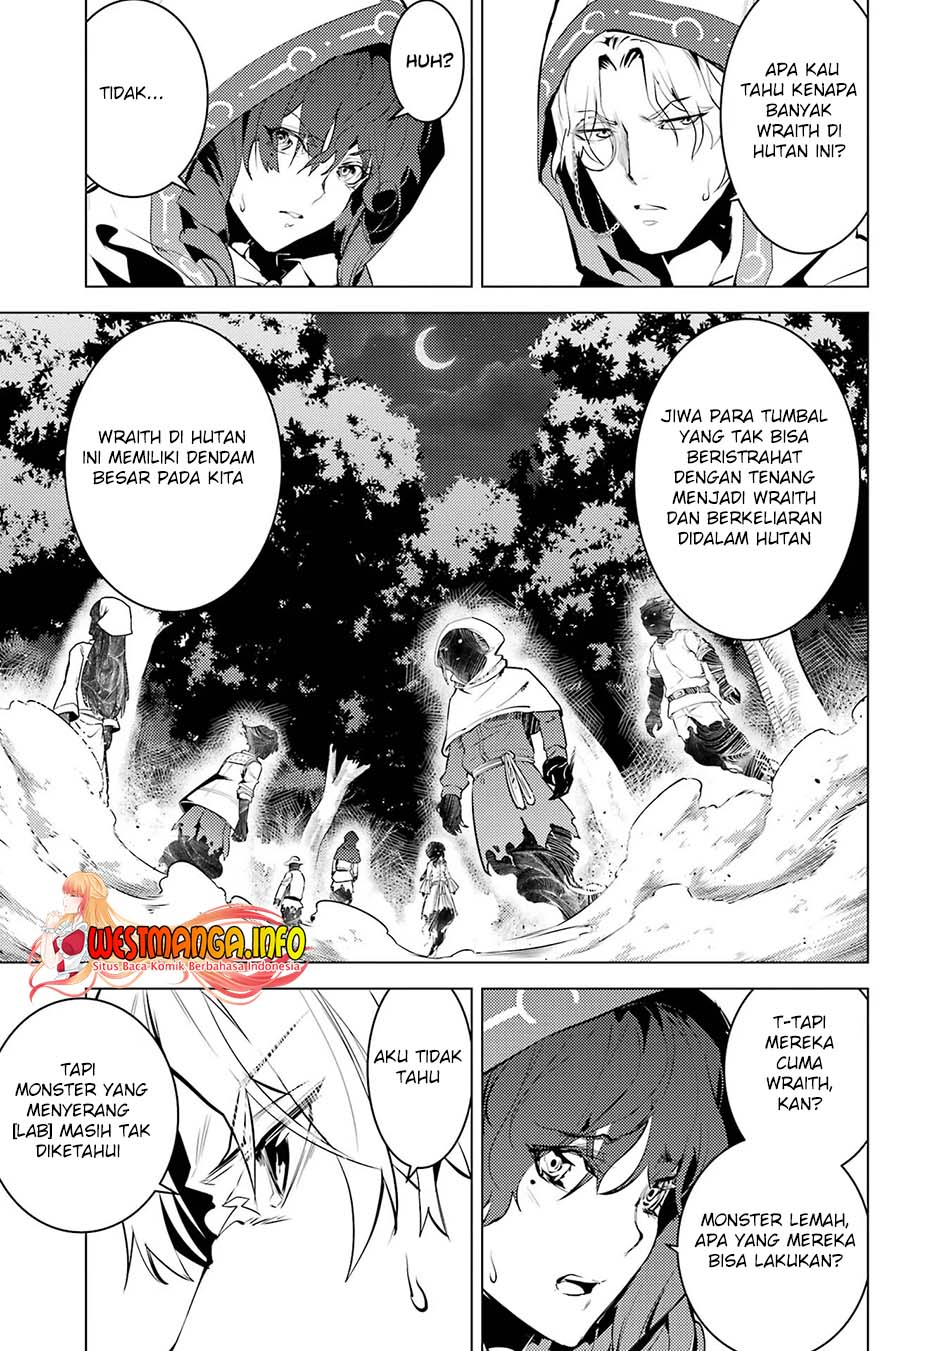 APA KAU
TAHU KENAPA
BANYAK
WRAITH DI
HUTAN INI?
HUH?
TIDAK...
JIWA PARA TUMBAL
YANG TAK BISA
BERISTRAHAT
DENGAN TENANG
MENJADI WRAITH
DAN BERKELIARAN
DIDALAM HUTAN
WRAITH DI HUTAN
INI MEMILIKI DENDAM
BESAR PADA KITA
WESTMANGA.INFO
Situs Baca Komik Berbahasa Indonesia
T-TAPI
MEREKA
CUMA
WRAITH,
KAN?
MONSTER LEMAH,
APA YANG MEREKA
BISA LAKUKAN?
AKU TIDAK
TAHU
TAPI
MONSTER YANG
MENYERANG
[LAB] MASIH TAK
DIKETAHUI